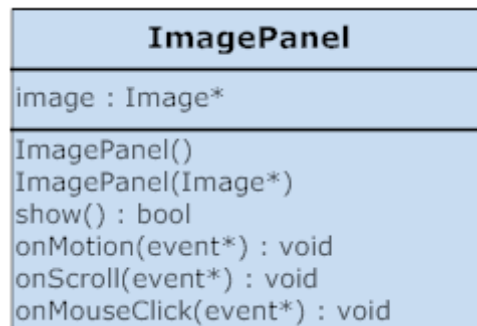 ImagePanel
image : Image*
ImagePanel()
ImagePanel(Image*)
show() : bool
onMotion(event*) : void
onScroll(event*) : void
onMouseClick(event*) : void